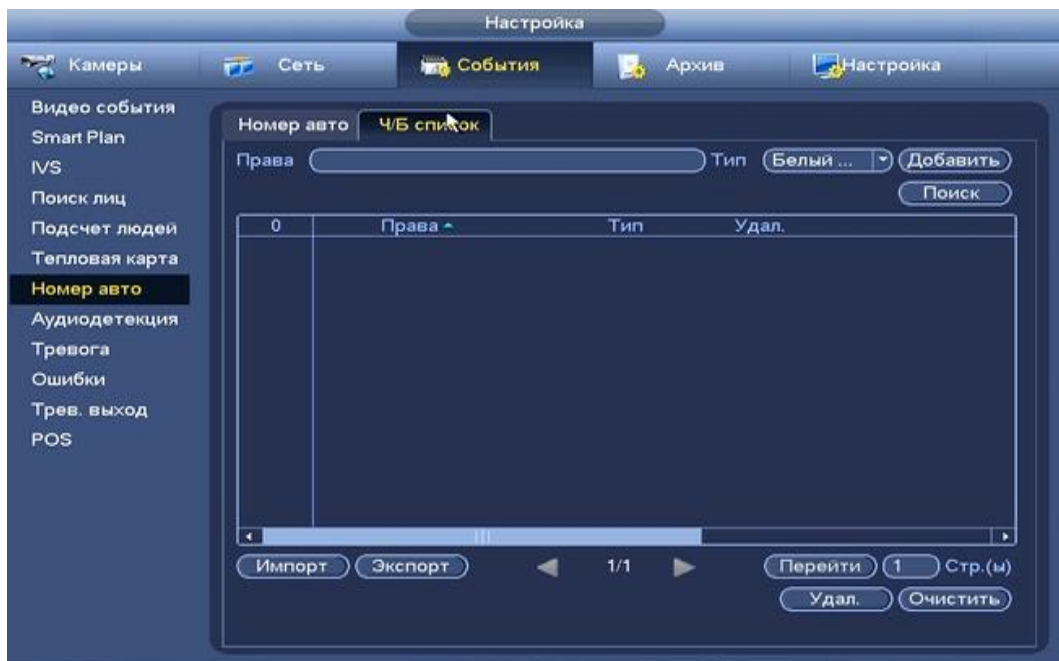 Настройка
Камеры Сеть События Архив Настройка
Видео события
Smart Plan
IVS
Поиск лиц
Подсчет людей
Тепловая карта
Номер авто
Аудиодетекция
Тревога
Ошибки
Трев. выход
POS
Номер авто Ч/Б список
Права Тип Белый ... Добавить
Поиск
0 Права Тип Удал.
Импорт Экспорт 1/1 Перейти 1 Стр.(ы)
Удал. Очистить